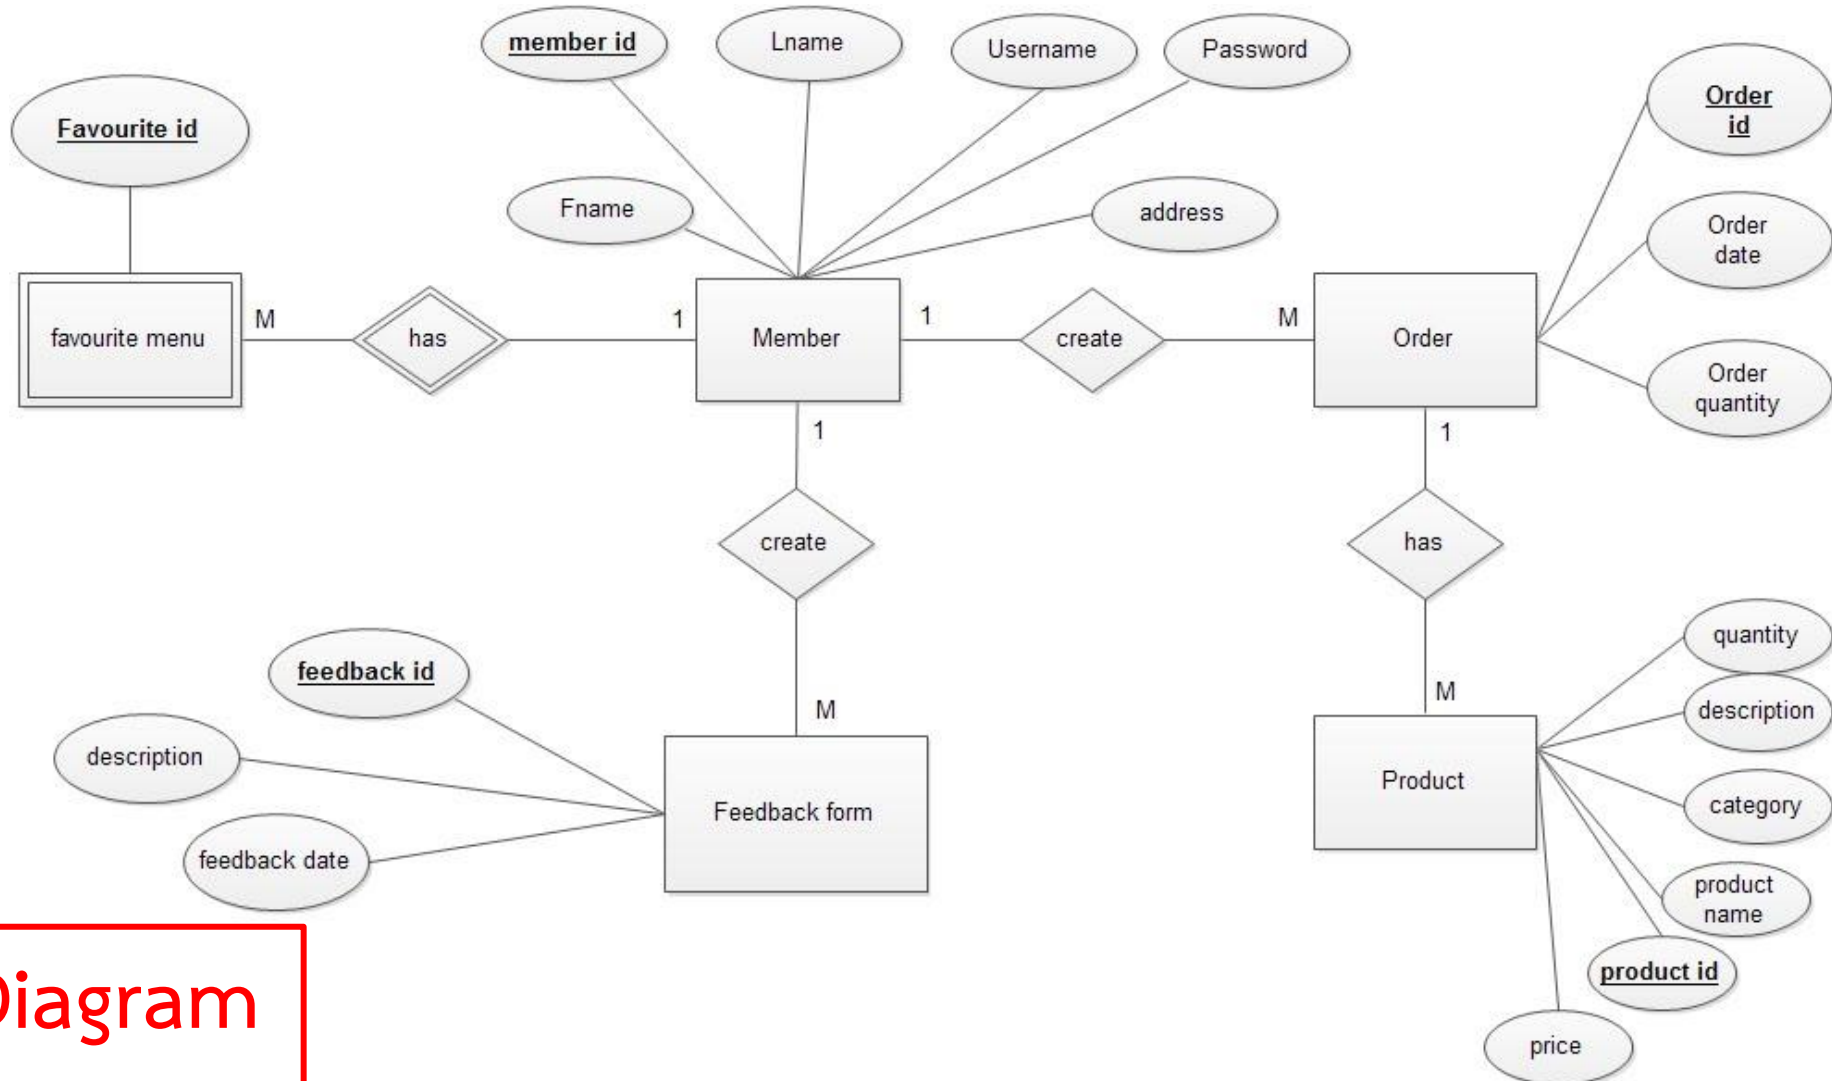 member id
Lname
Username
Password
Order
id
Favourite id
Fname
address
Order
date
favourite menu
M
has
1
Member
1
create
M
Order
Order
quantity
1
1
create
has
feedback id
M
M
quantity
description
description
Feedback form
Product
category
feedback date
product
name
product id
Diagram
price